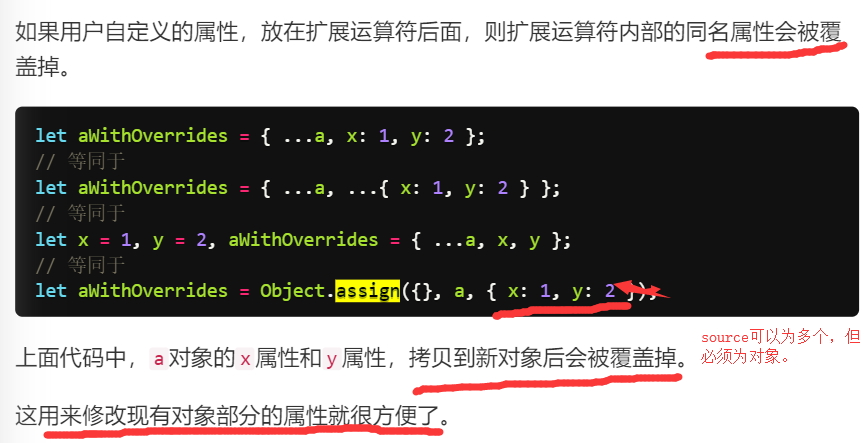 如果用户自定义的属性，放在扩展运算符后面，则扩展运算符内部的同名属性会被覆
盖掉。
let aWithOverrides = { ...a, x: 1, y: 2 };
// 等同于
let aWithOverrides = { ...a, ...{ x: 1, y: 2 } };
// 等同于
let x = 1, y = 2, aWithOverrides = { ...a, x, y };
// 等同于
let aWithOverrides = Object.assign({}, a, { x: 1, y: 2 });
上面代码中，a对象的x属性和y属性，拷贝到新对象后会被覆盖掉。
source可以为多个，但
必须为对象。
这用来修改现有对象部分的属性就很方便了。